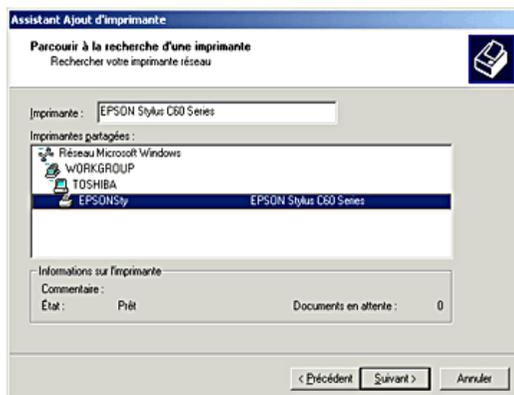 Assistant Ajout d'imprimante
Parcourir à la recherche d'une imprimante
Rechercher votre imprimante réseau
Imprimante : EPSON Stylus C60 Series
Imprimantes partagées :
Réseau Microsoft Windows
WORKGROUP
TOSHIBA
EPSONSty EPSON Stylus C60 Series
Informations sur l'imprimante
Commentaire :
État : Prêt Documents en attente : 0
< Précédent Suivant > Annuler